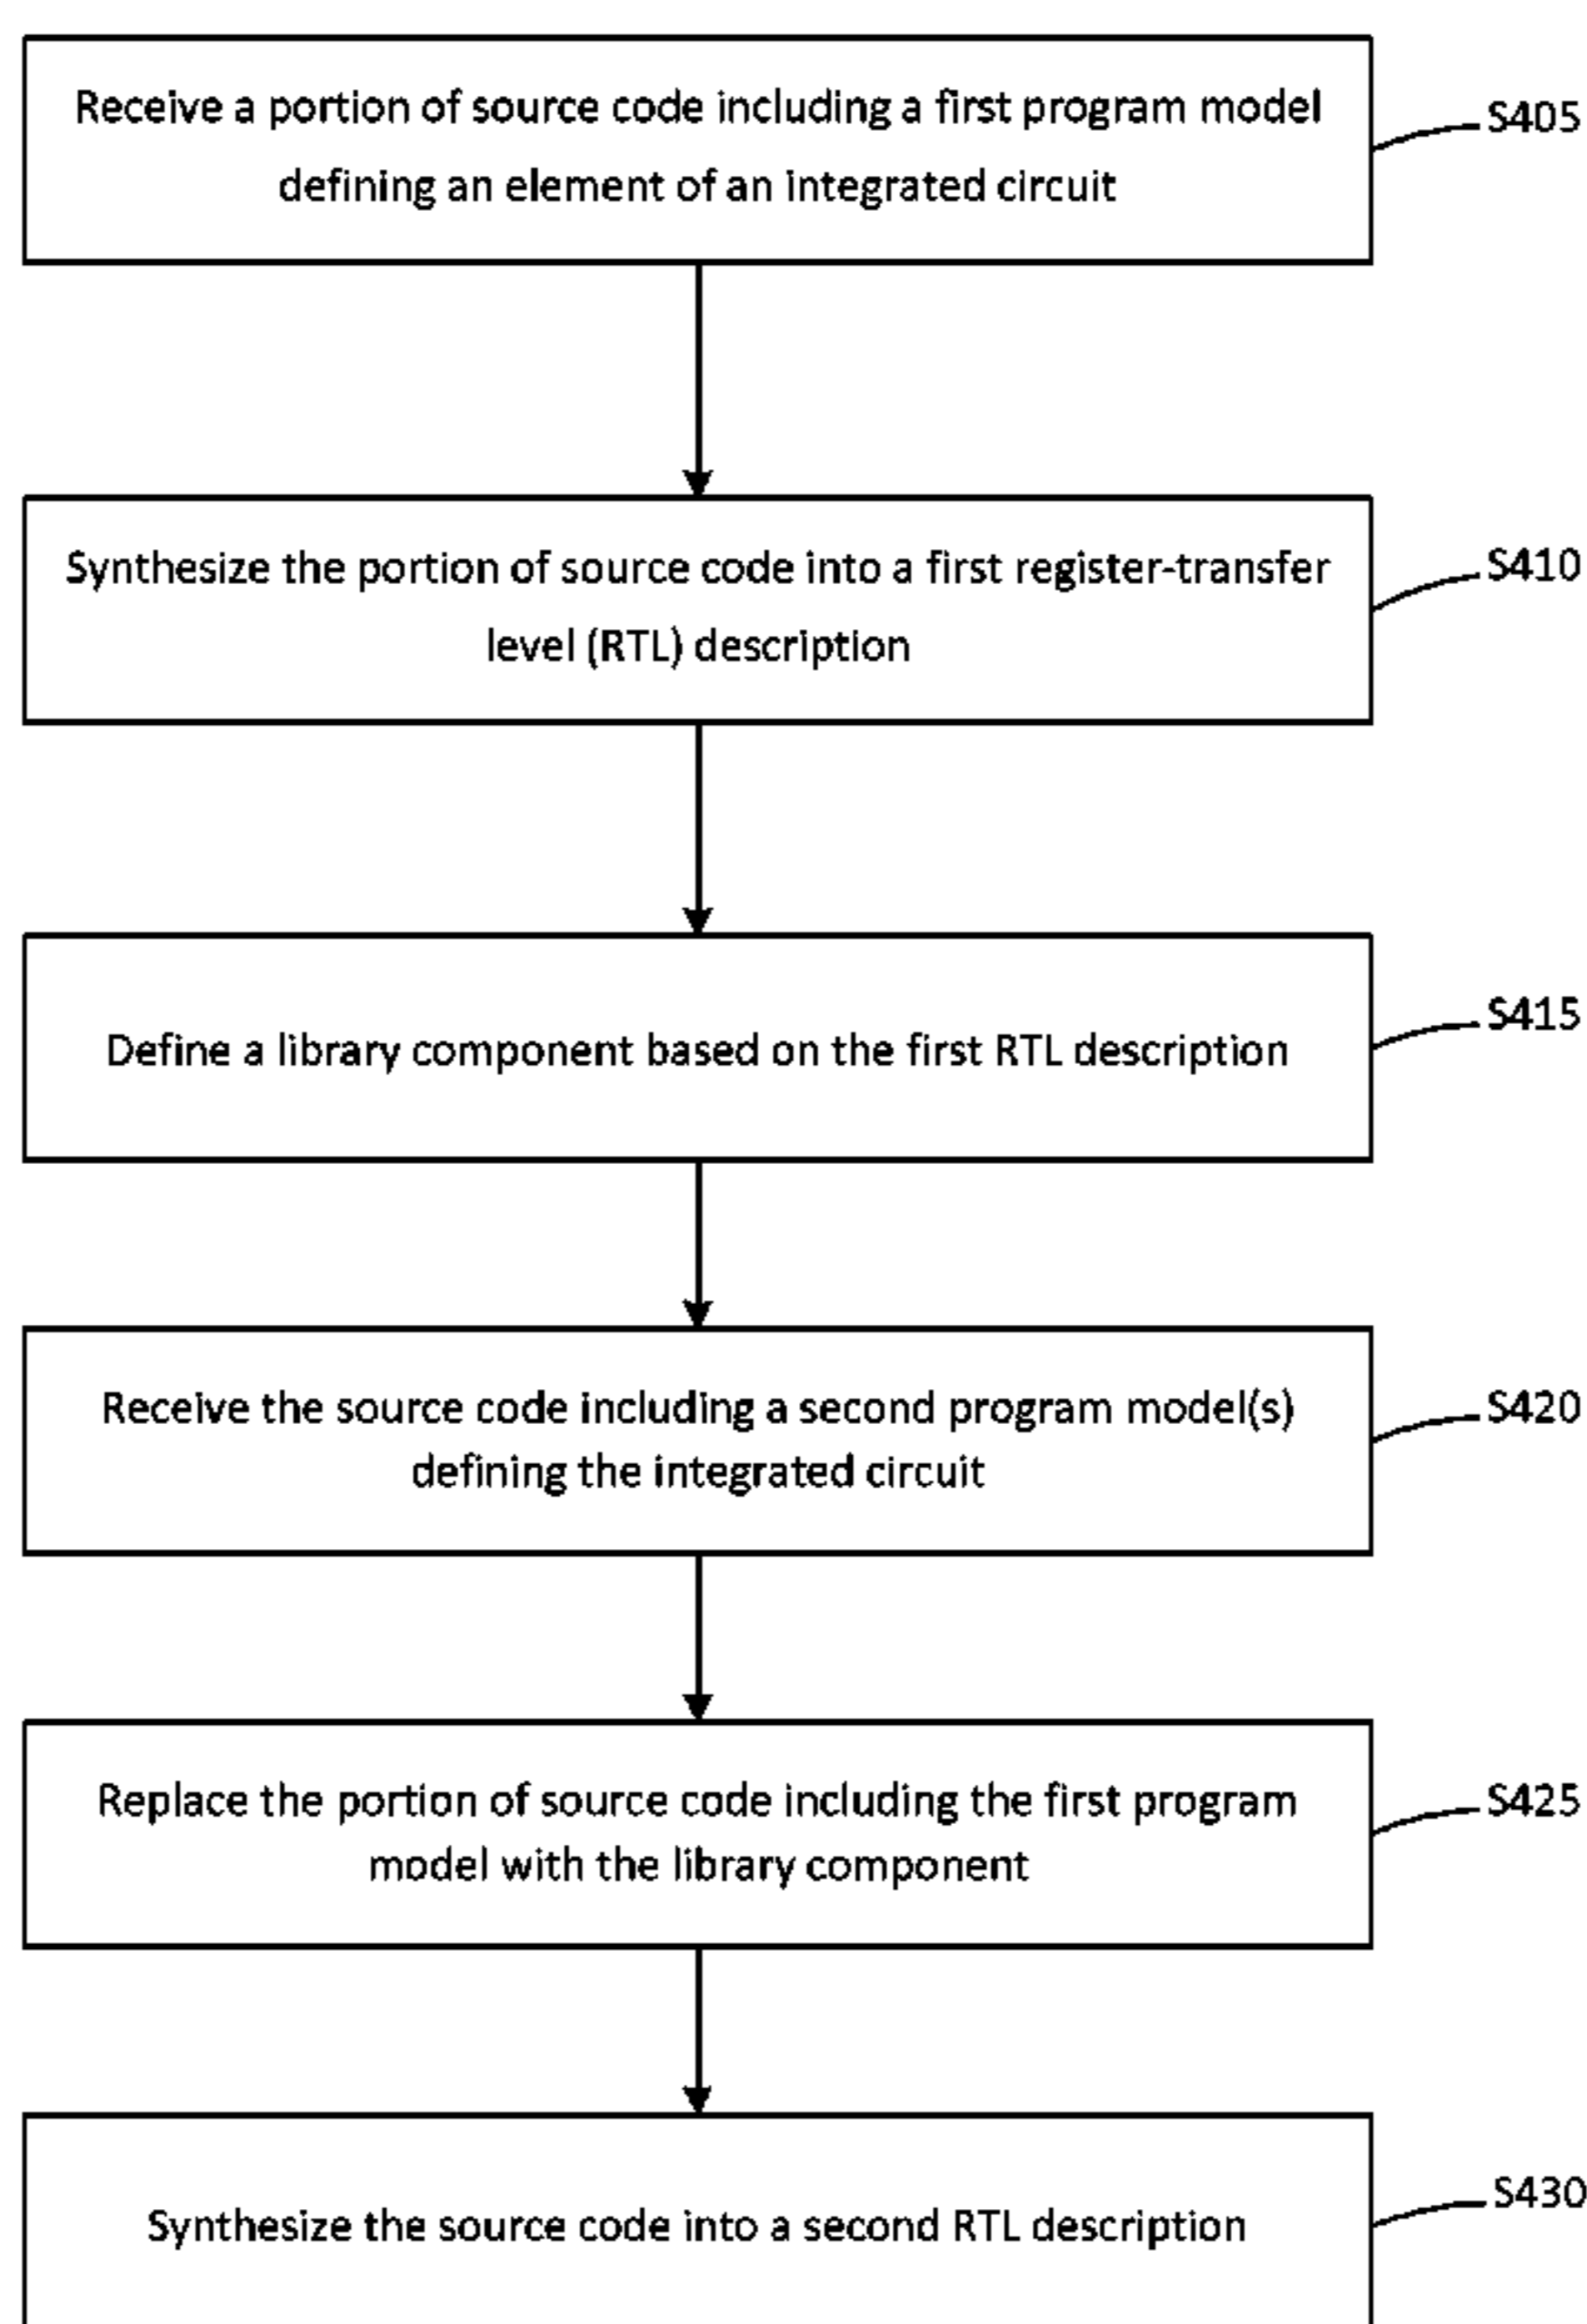 Receive a portion of source code including a first program model
defining an element of an integrated circuit
S405
Synthesize the portion of source code into a first register-transfer
level (RTL) description
S410
Define a library component based on the first RTL description
S415
Receive the source code including a second program model(s)
defining the integrated circuit
S420
Replace the portion of source code including the first program
model with the library component
S425
Synthesize the source code into a second RTL description
S430